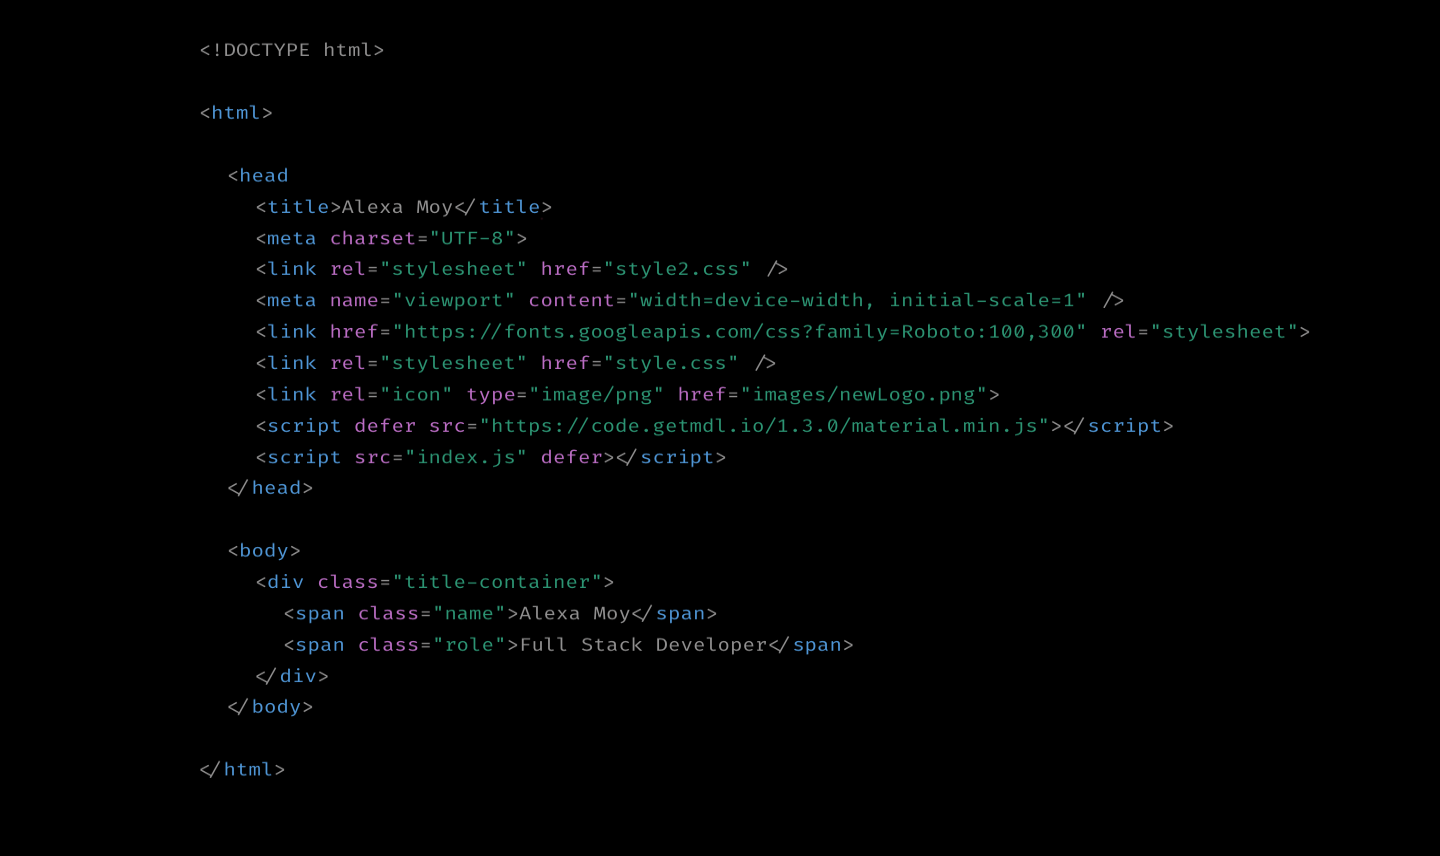 <!DOCTYPE html>
<html>
<head
<title>Alexa Moy</title>
<meta charset="UTF-8">
<link rel="stylesheet" href="style2.css" />
<meta name="viewport" content="width=device-width, initial-scale=1" />
<link href="https://fonts.googleapis.com/css?family=Roboto:100,300" rel="stylesheet">
<link rel="stylesheet" href="style.css" />
<link rel="icon" type="image/png" href="images/newLogo.png">
<script defer src="https://code.getmdl.io/1.3.0/material.min.js"></script>
<script src="index.js" defer></script>
</head>
<body>
<div class="title-container">
<span class="name">Alexa Moy</span>
<span class="role">Full Stack Developer</span>
</div>
</body>
</html>